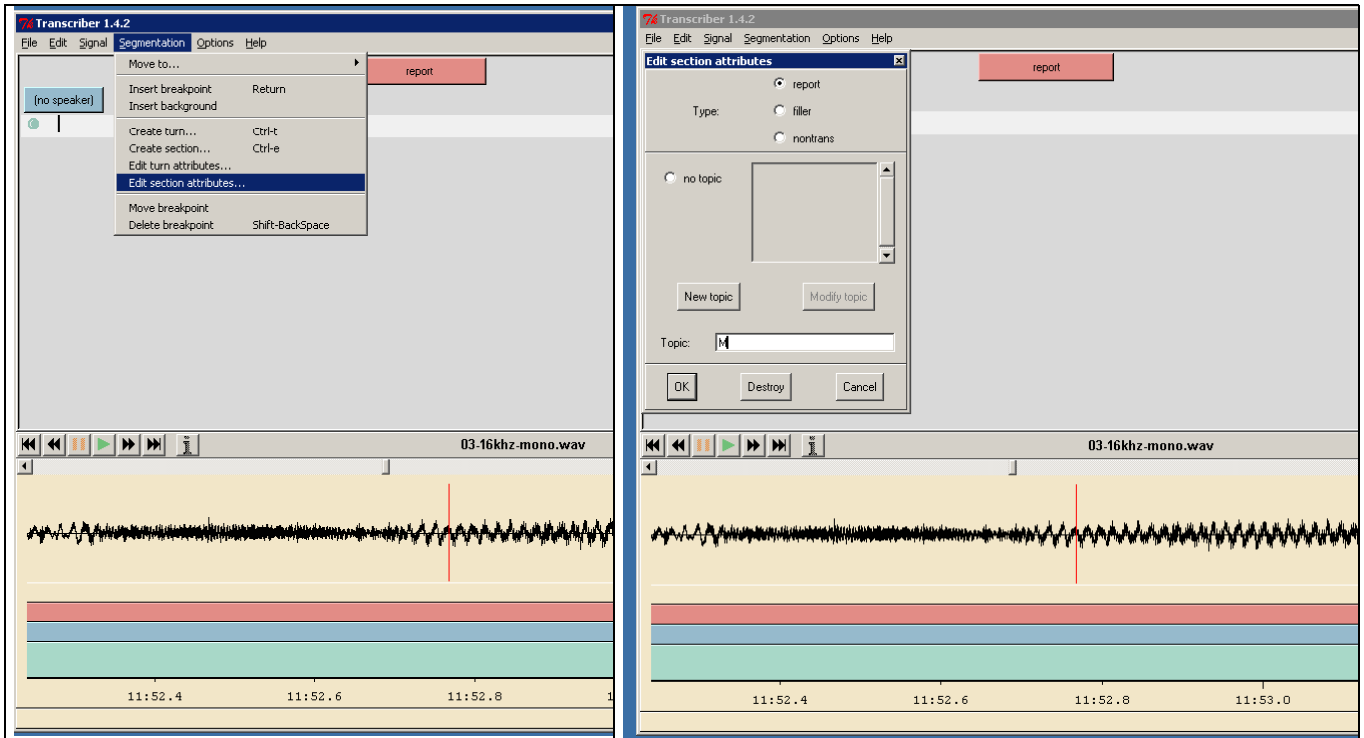 Transcriber 1.4.2
File Edit Signal Segmentation Options Help
Move to...
report
Insert breakpoint Return
(no speaker)
Insert background
Create turn... Ctrl-t
Create section... Ctrl-e
Edit turn attributes...
Edit section attributes...
Move breakpoint
Delete breakpoint Shift-BackSpace
03-16khz-mono.wav
11:52.4 11:52.6 11:52.8 1
Transcriber 1.4.2
File Edit Signal Segmentation Options Help
Edit section attributes
report
report
Type: filler
nontrans
no topic
New topic Modify topic
Topic: M
OK Destroy Cancel
03-16khz-mono.wav
11:52.4 11:52.6 11:52.8 11:53.0